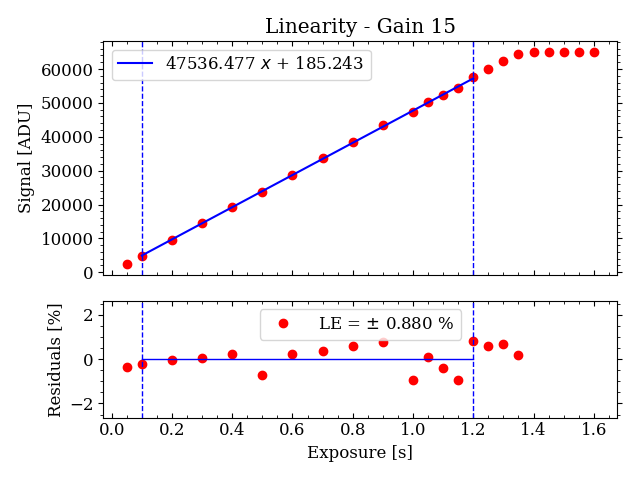 Linearity - Gain 15
47536.477 x + 185.243
Signal [ADU]
60000
50000
40000
30000
20000
10000
0
LE = ± 0.880 %
Residuals [%]
2
0
−2
0.0 0.2 0.4 0.6 0.8 1.0 1.2 1.4 1.6
Exposure [s]